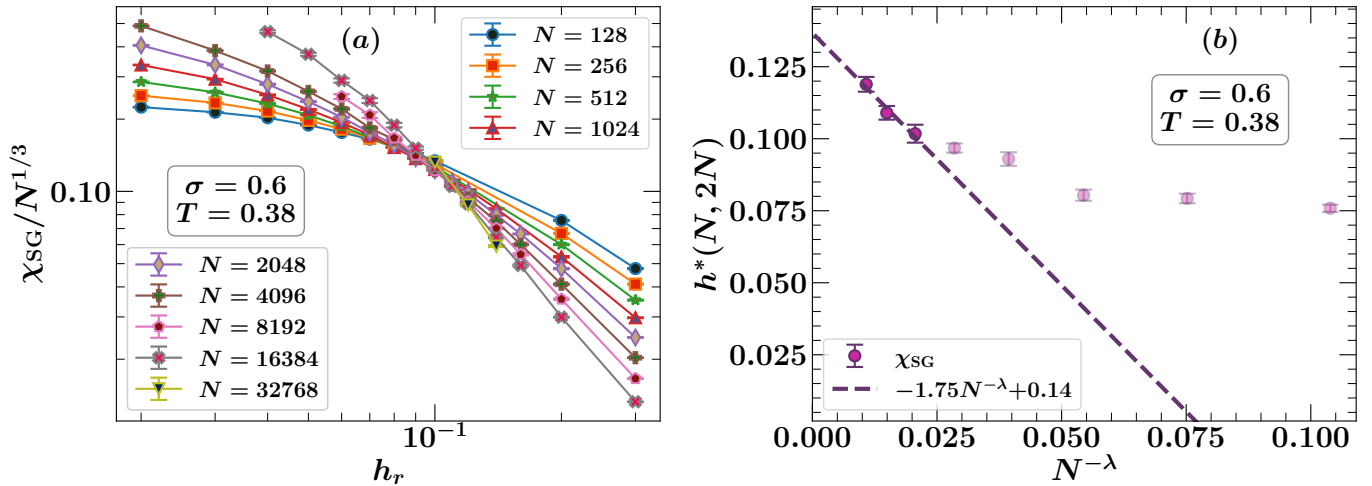 (a)
N = 128
N = 256
N = 512
N = 1024
σ = 0.6
T = 0.38
N = 2048
N = 4096
N = 8192
N = 16384
N = 32768
0.10
χSG/N^1/3
10^−1
h_r
(b)
σ = 0.6
T = 0.38
0.125
0.100
0.075
0.050
0.025
h*(N, 2N)
χSG
−1.75N^−λ+0.14
0.000 0.025 0.050 0.075 0.100
N^−λ